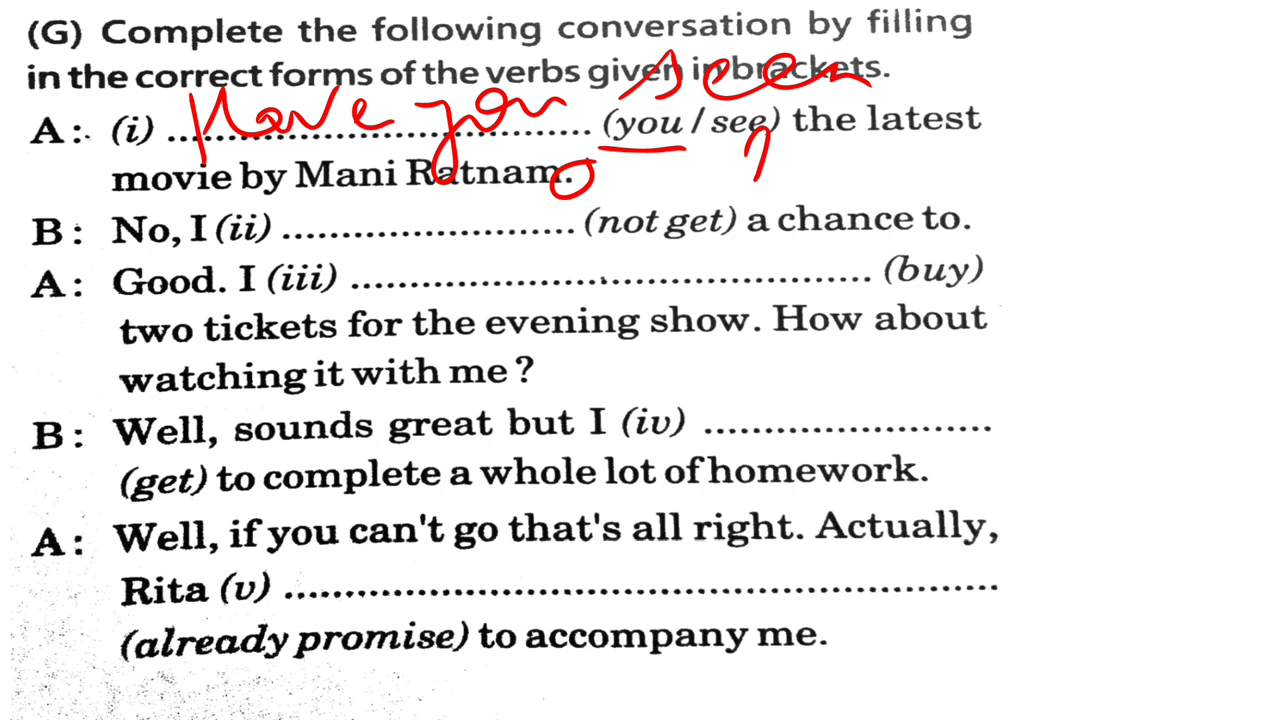 (G) Complete the following conversation by filling
in the correct forms of the verbs given in brackets.
Have you seen
A: (i) ........................................ (you / see) the latest
?
movie by Mani Ratnam.
B: No, I (ii) ........................... (not get) a chance to.
A: Good. I (iii) ................................................. (buy)
two tickets for the evening show. How about
watching it with me ?
B: Well, sounds great but I (iv) ...........................
(get) to complete a whole lot of homework.
A: Well, if you can't go that's all right. Actually,
Rita (v) ...................................................................
(already promise) to accompany me.